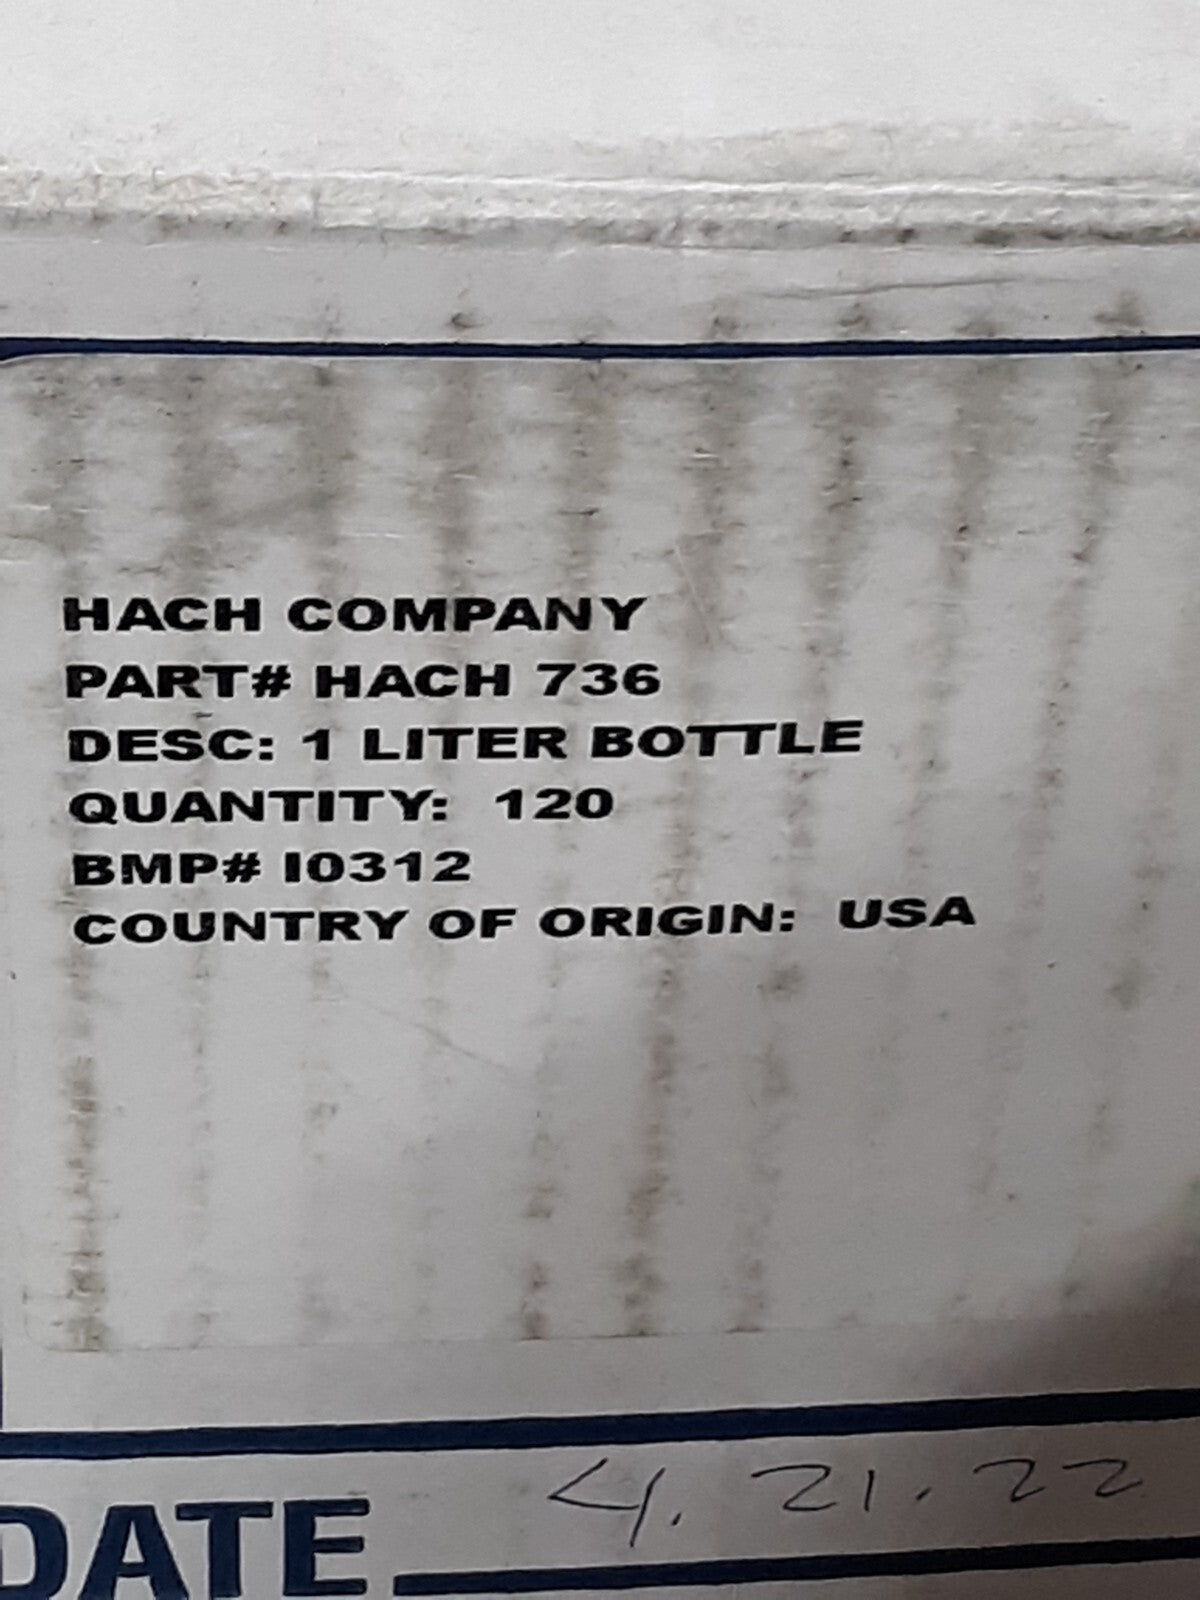 HACH COMPANY
PART# HACH 736
DESC: 1 LITER BOTTLE
QUANTITY: 120
BMP# I0312
COUNTRY OF ORIGIN: USA
DATE 4.21.22